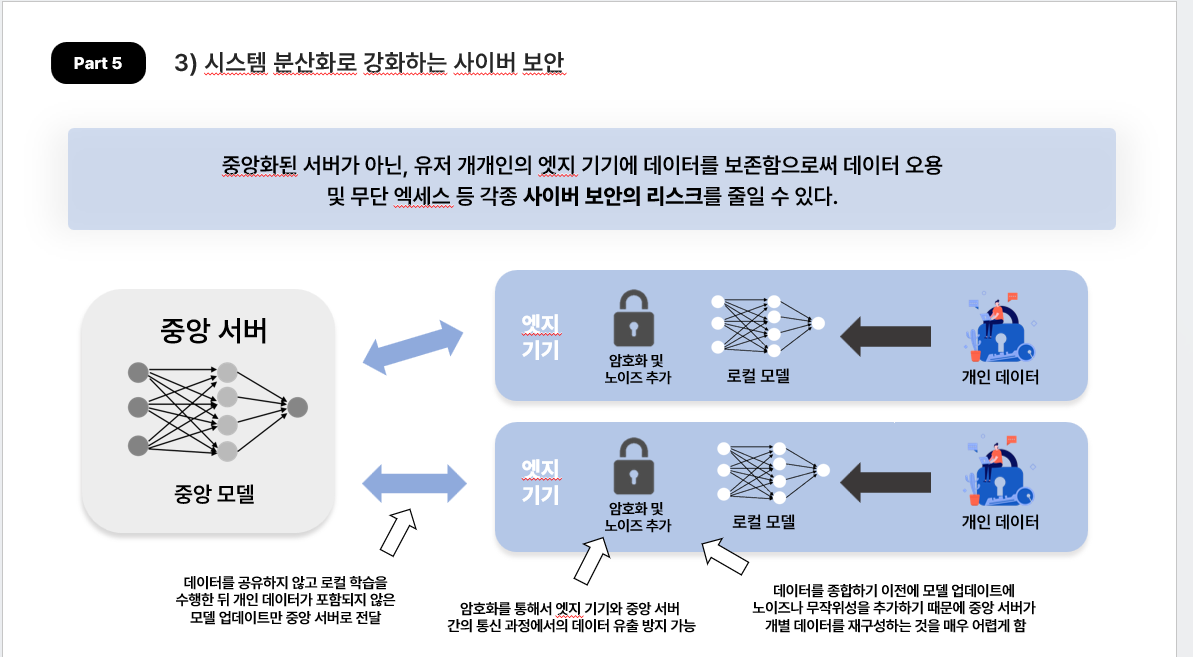 Part 5
3) 시스템 분산화로 강화하는 사이버 보안
중앙화된 서버가 아닌, 유저 개개인의 엣지 기기에 데이터를 보존함으로써 데이터 오용
및 무단 엑세스 등 각종 사이버 보안의 리스크를 줄일 수 있다.
중앙 서버
중앙 모델
엣지
기기
암호화 및
노이즈 추가
로컬 모델
개인 데이터
엣지
기기
암호화 및
노이즈 추가
로컬 모델
개인 데이터
데이터를 공유하지 않고 로컬 학습을
수행한 뒤 개인 데이터가 포함되지 않은
모델 업데이트만 중앙 서버로 전달
암호화를 통해서 엣지 기기와 중앙 서버
간의 통신 과정에서의 데이터 유출 방지 가능
데이터를 종합하기 이전에 모델 업데이트에
노이즈나 무작위성을 추가하기 때문에 중앙 서버가
개별 데이터를 재구성하는 것을 매우 어렵게 함